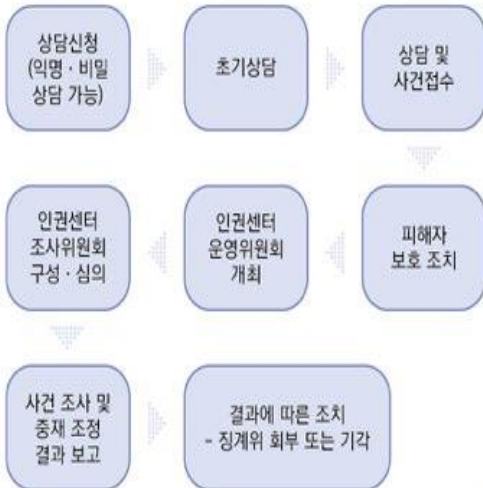 상담신청
(익명 · 비밀
상담 가능)
초기상담
상담 및
사건접수
피해자
보호 조치
인권센터
운영위원회
개최
인권센터
조사위원회
구성 · 심의
사건 조사 및
중재 조정
결과 보고
결과에 따른 조치
- 징계위 회부 또는 기각